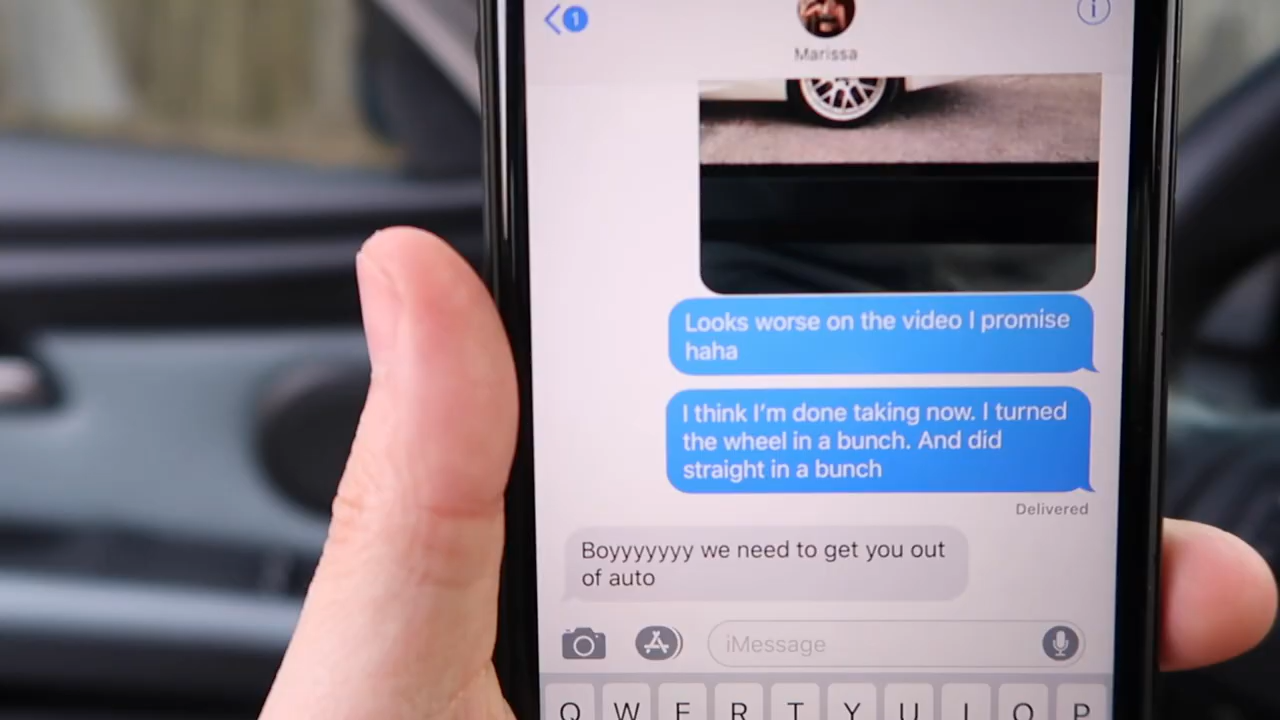 1
Marissa
Looks worse on the video I promise
haha
I think I'm done taking now. I turned
the wheel in a bunch. And did
straight in a bunch
Delivered
Boyyyyyyy we need to get you out
of auto
iMessage
Q W E R T Y U I O P